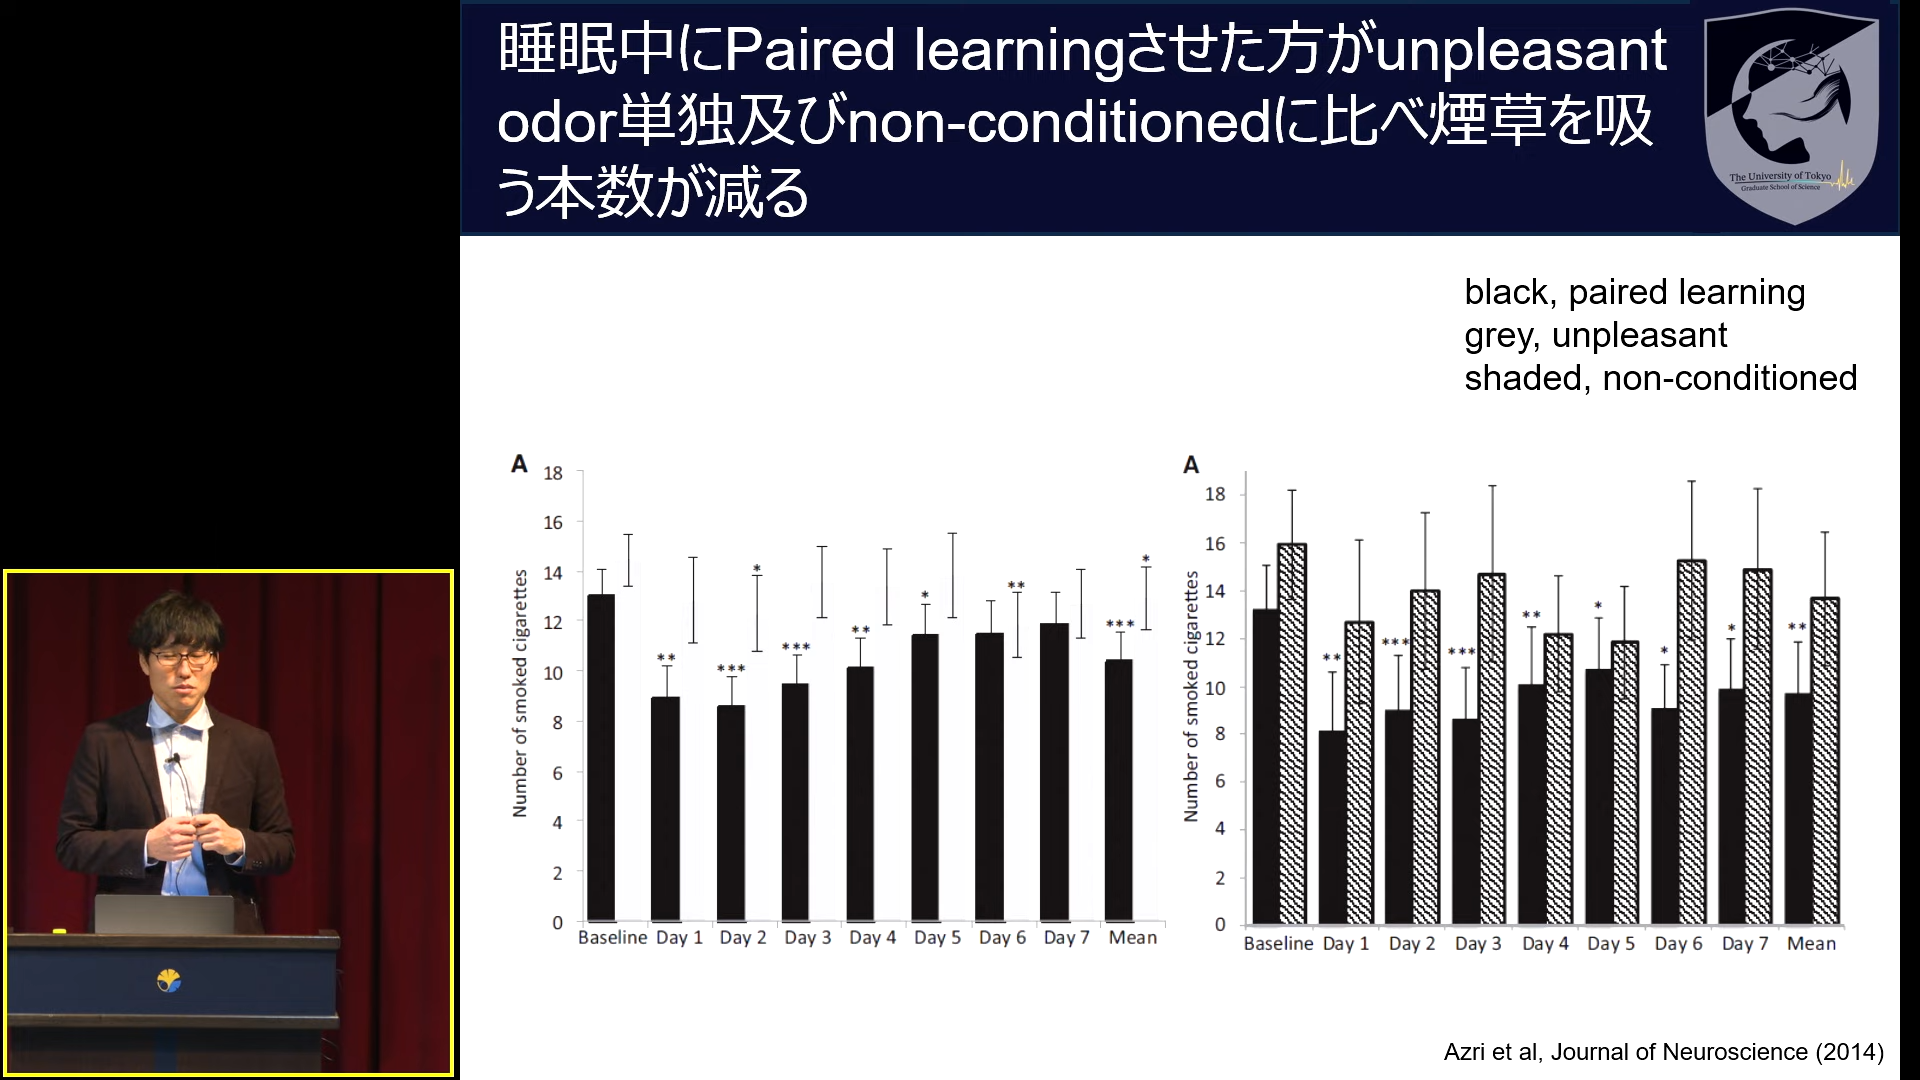 睡眠中にPaired learningさせた方がunpleasant
odor単独及びnon-conditionedに比べ煙草を吸
う本数が減る
The University of Tokyo
Graduate School of Science
black, paired learning
grey, unpleasant
shaded, non-conditioned
A
Number of smoked cigarettes
18
16
14
12
10
8
6
4
2
0
** *** * *** ** * ** *** *
Baseline Day 1 Day 2 Day 3 Day 4 Day 5 Day 6 Day 7 Mean
A
Number of smoked cigarettes
18
16
14
12
10
8
6
4
2
0
** *** *** ** * * * **
Baseline Day 1 Day 2 Day 3 Day 4 Day 5 Day 6 Day 7 Mean
Azri et al, Journal of Neuroscience (2014)